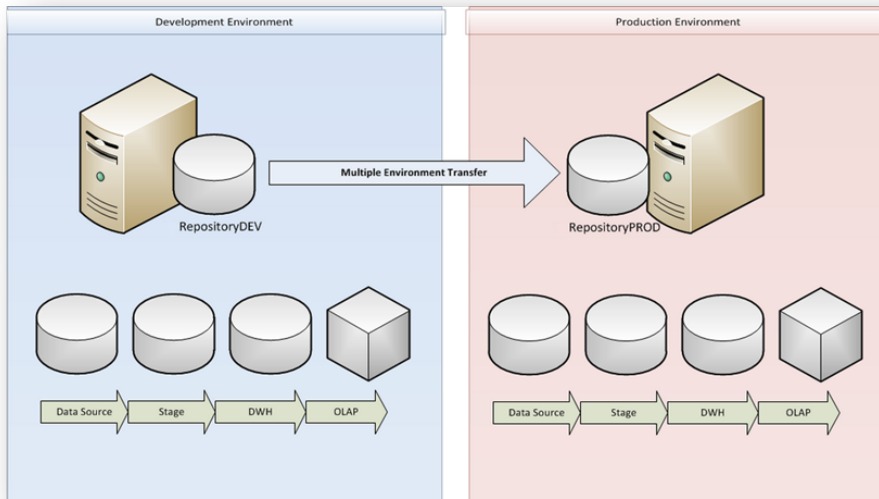 Development Environment
Production Environment
Multiple Environment Transfer
RepositoryDEV
RepositoryPROD
Data Source
Stage
DWH
OLAP
Data Source
Stage
DWH
OLAP